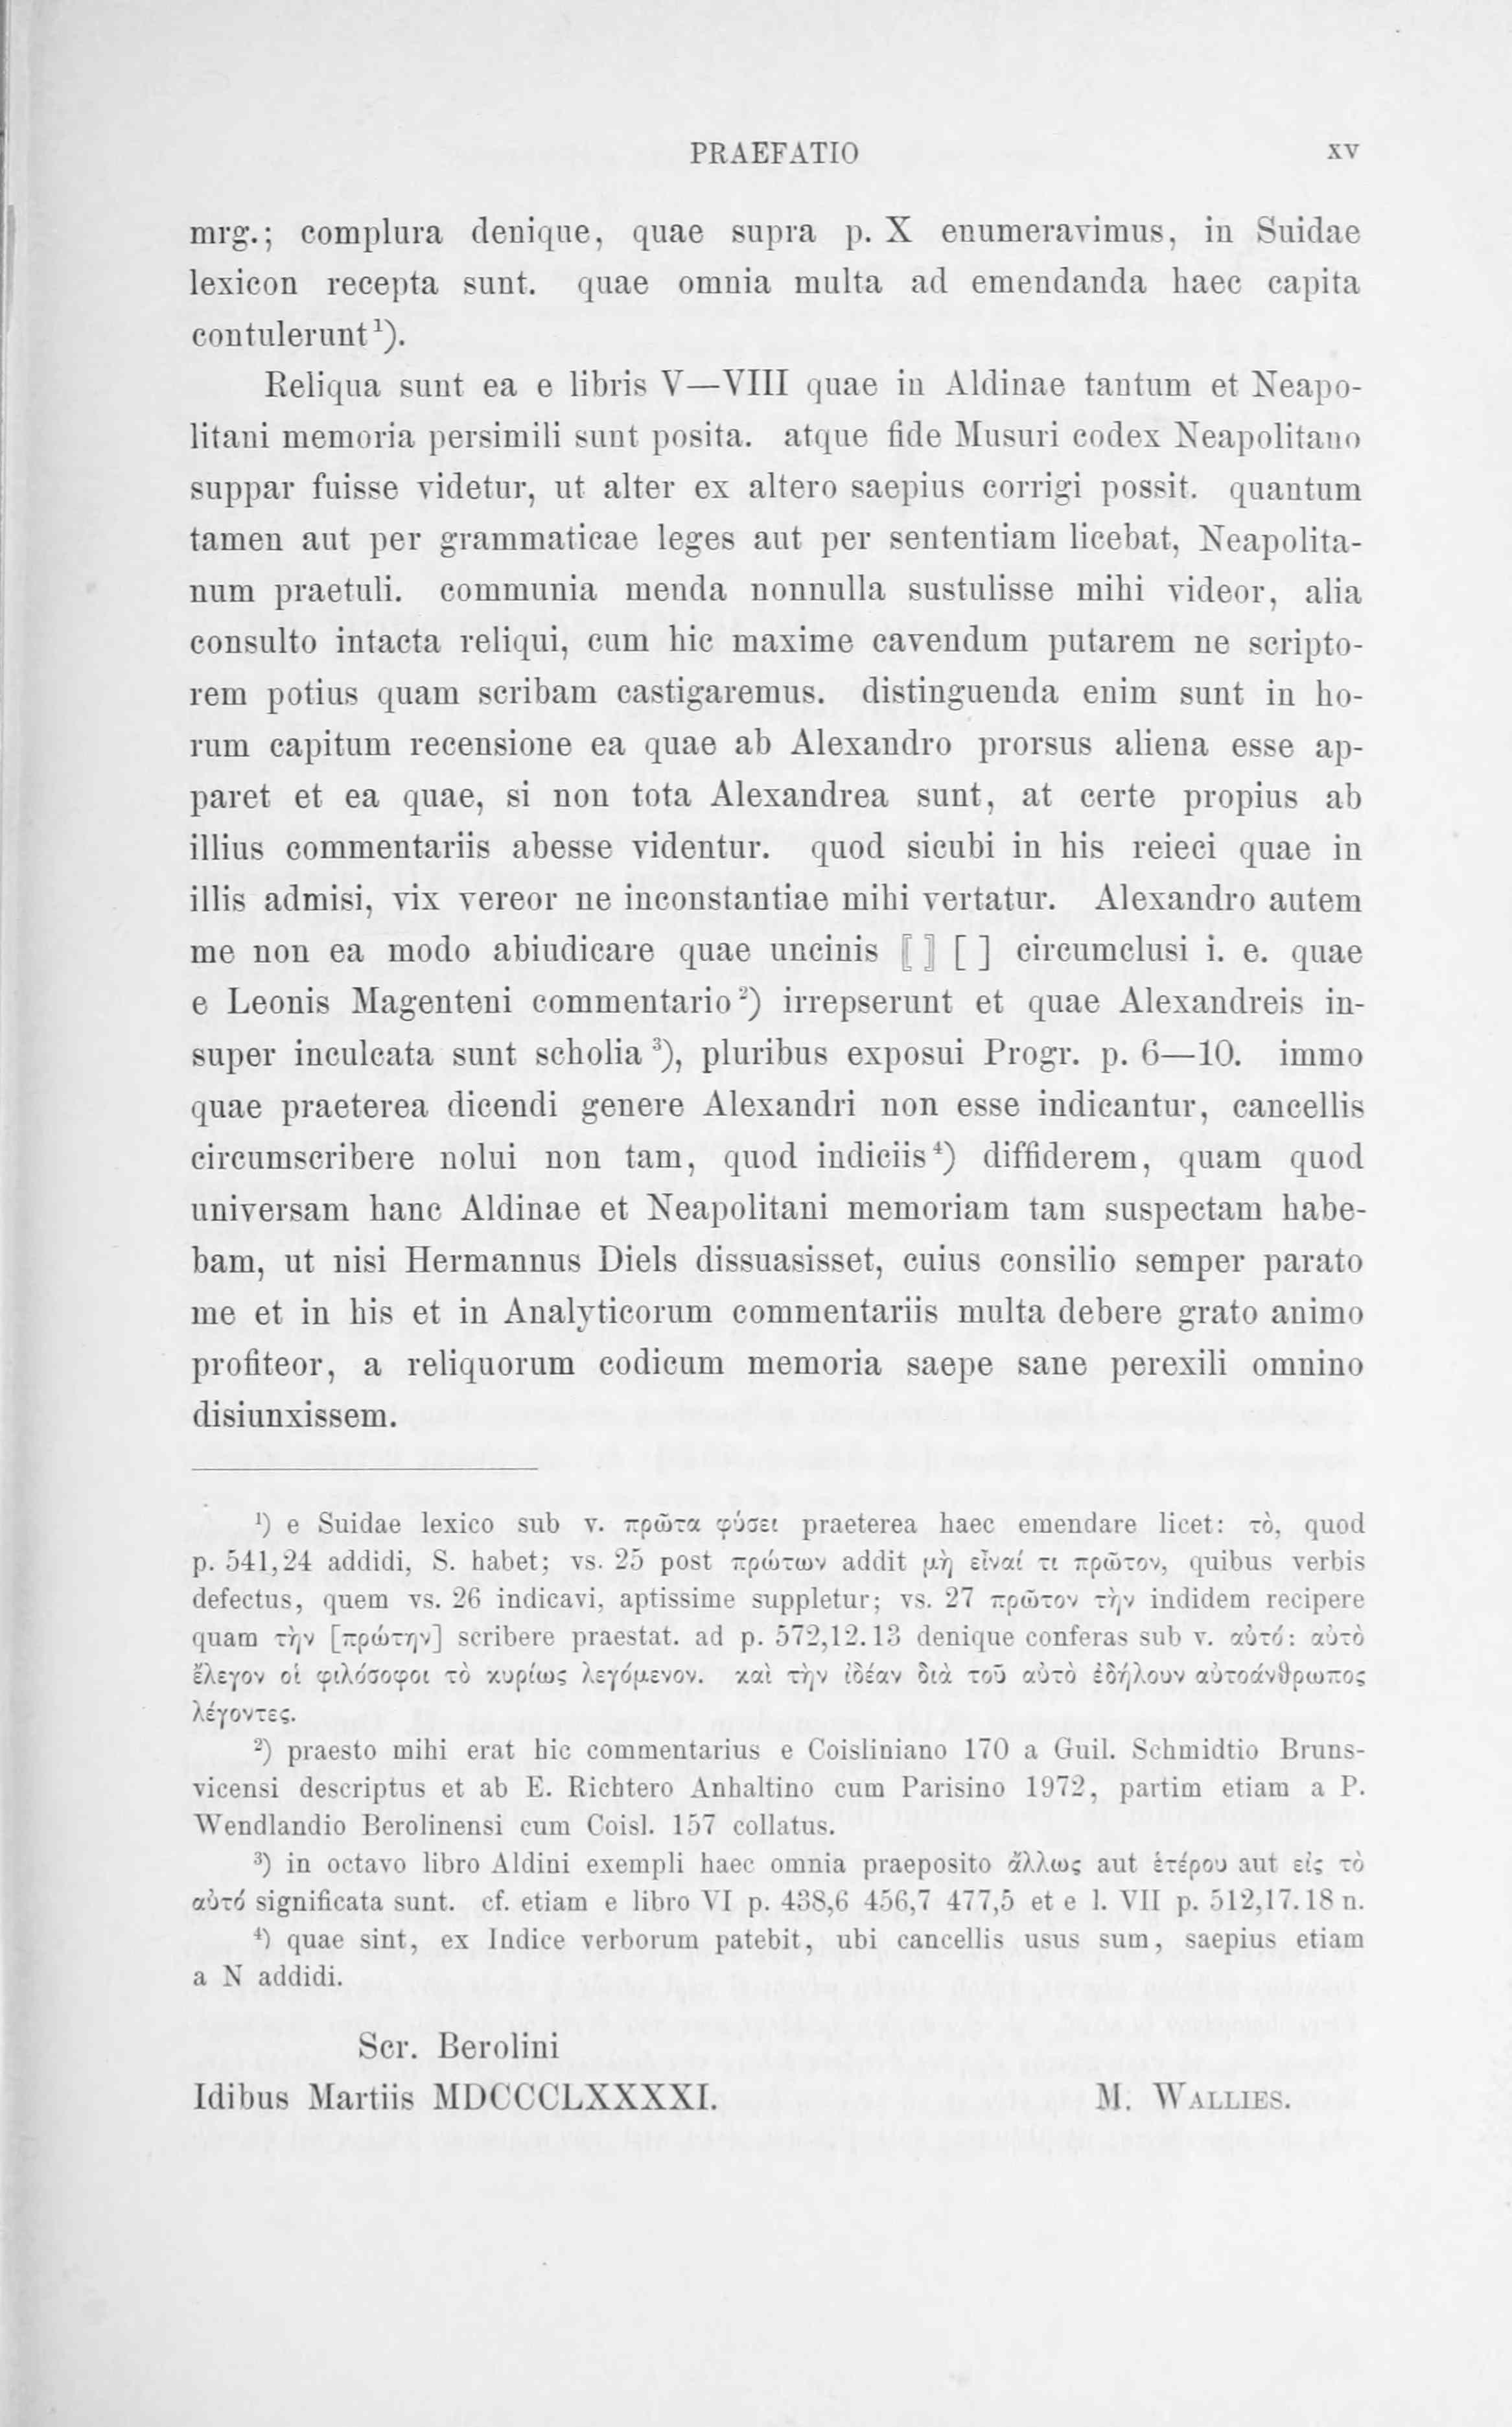 PRAEFATIO XV
mrg.; complura denique, quae supra p. X enumeravimus, in Suidae
lexicon recepta sunt. quae omnia multa ad emendanda haec capita
contulerunt¹).
Reliqua sunt ea e libris V—VIII quae in Aldinae tantum et Neapo-
litani memoria persimili sunt posita. atque fide Musuri codex Neapolitano
suppar fuisse videtur, ut alter ex altero saepius corrigi possit. quantum
tamen aut per grammaticae leges aut per sententiam licebat, Neapolita-
num praetuli. communia menda nonnulla sustulisse mihi videor, alia
consulto intacta reliqui, cum hic maxime cavendum putarem ne scripto-
rem potius quam scribam castigaremus. distinguenda enim sunt in ho-
rum capitum recensione ea quae ab Alexandro prorsus aliena esse ap-
paret et ea quae, si non tota Alexandrea sunt, at certe propius ab
illius commentariis abesse videntur. quod sicubi in his reieci quae in
illis admisi, vix vereor ne inconstantiae mihi vertatur. Alexandro autem
me non ea modo abiudicare quae uncinis ⟦ ⟧ [ ] circumclusi i. e. quae
e Leonis Magenteni commentario²) irrepserunt et quae Alexandreis in-
super inculcata sunt scholia³), pluribus exposui Progr. p. 6—10. immo
quae praeterea dicendi genere Alexandri non esse indicantur, cancellis
circumscribere nolui non tam, quod indiciis⁴) diffiderem, quam quod
universam hanc Aldinae et Neapolitani memoriam tam suspectam habe-
bam, ut nisi Hermannus Diels dissuasisset, cuius consilio semper parato
me et in his et in Analyticorum commentariis multa debere grato animo
profiteor, a reliquorum codicum memoria saepe sane perexili omnino
disiunxissem.
¹) e Suidae lexico sub v. πρῶτα φύσει praeterea haec emendare licet: τὸ, quod
p. 541,24 addidi, S. habet; vs. 25 post πρώτων addit μὴ εἶναί τι πρῶτον, quibus verbis
defectus, quem vs. 26 indicavi, aptissime suppletur; vs. 27 πρῶτον τὴν indidem recipere
quam τὴν [πρώτην] scribere praestat. ad p. 572,12.13 denique conferas sub v. αὐτό: αὐτὸ
ἔλεγον οἱ φιλόσοφοι τὸ κυρίως λεγόμενον. καὶ τὴν ἰδέαν διὰ τοῦ αὐτὸ ἐδήλουν αὐτοάνθρωπος
λέγοντες.
²) praesto mihi erat hic commentarius e Coisliniano 170 a Guil. Schmidtio Bruns-
vicensi descriptus et ab E. Richtero Anhaltino cum Parisino 1972, partim etiam a P.
Wendlandio Berolinensi cum Coisl. 157 collatus.
³) in octavo libro Aldini exempli haec omnia praeposito ἄλλως aut ἑτέρου aut εἰς τὸ
αὐτό significata sunt. cf. etiam e libro VI p. 438,6 456,7 477,5 et e l. VII p. 512,17.18 n.
⁴) quae sint, ex Indice verborum patebit, ubi cancellis usus sum, saepius etiam
a N addidi.
Scr. Berolini
Idibus Martiis MDCCCLXXXXI. M. WALLIES.